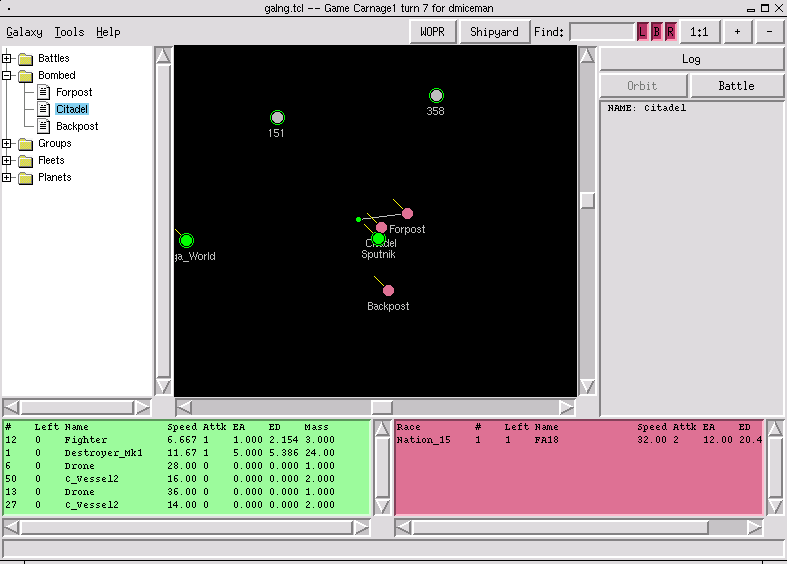 galng.tcl -- Game Carnage1 turn 7 for dmiceman
Galaxy Tools Help WOPR Shipyard Find: L B R 1:1 + -
Battles
Bombed
Forpost
Citadel
Backpost
Groups
Fleets
Planets
151
358
Forpost
Citadel
Sputnik
ga_World
Backpost
Log
Orbit Battle
NAME: Citadel
# Left Name Speed Attk EA ED Mass
12 0 Fighter 6.667 1 1.000 2.154 3.000
1 0 Destroyer_Mk1 11.67 1 5.000 5.386 24.00
6 0 Drone 28.00 0 0.000 0.000 1.000
50 0 C_Vessel2 16.00 0 0.000 0.000 2.000
13 0 Drone 36.00 0 0.000 0.000 1.000
27 0 C_Vessel2 14.00 0 0.000 0.000 2.000
Race # Left Name Speed Attk EA ED
Nation_15 1 1 FA18 32.00 2 12.00 20.4